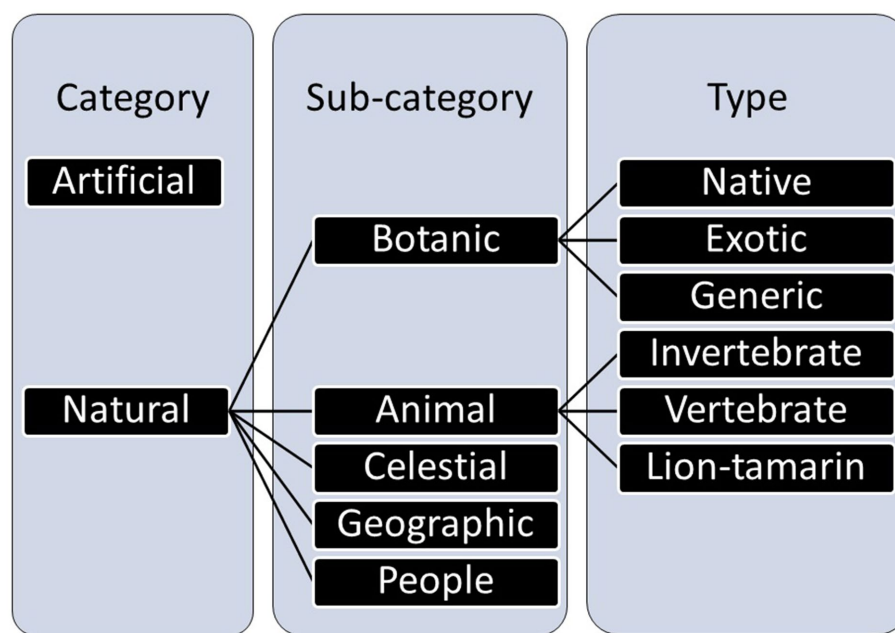 Category
Artificial
Natural
Sub-category
Botanic
Animal
Celestial
Geographic
People
Type
Native
Exotic
Generic
Invertebrate
Vertebrate
Lion-tamarin